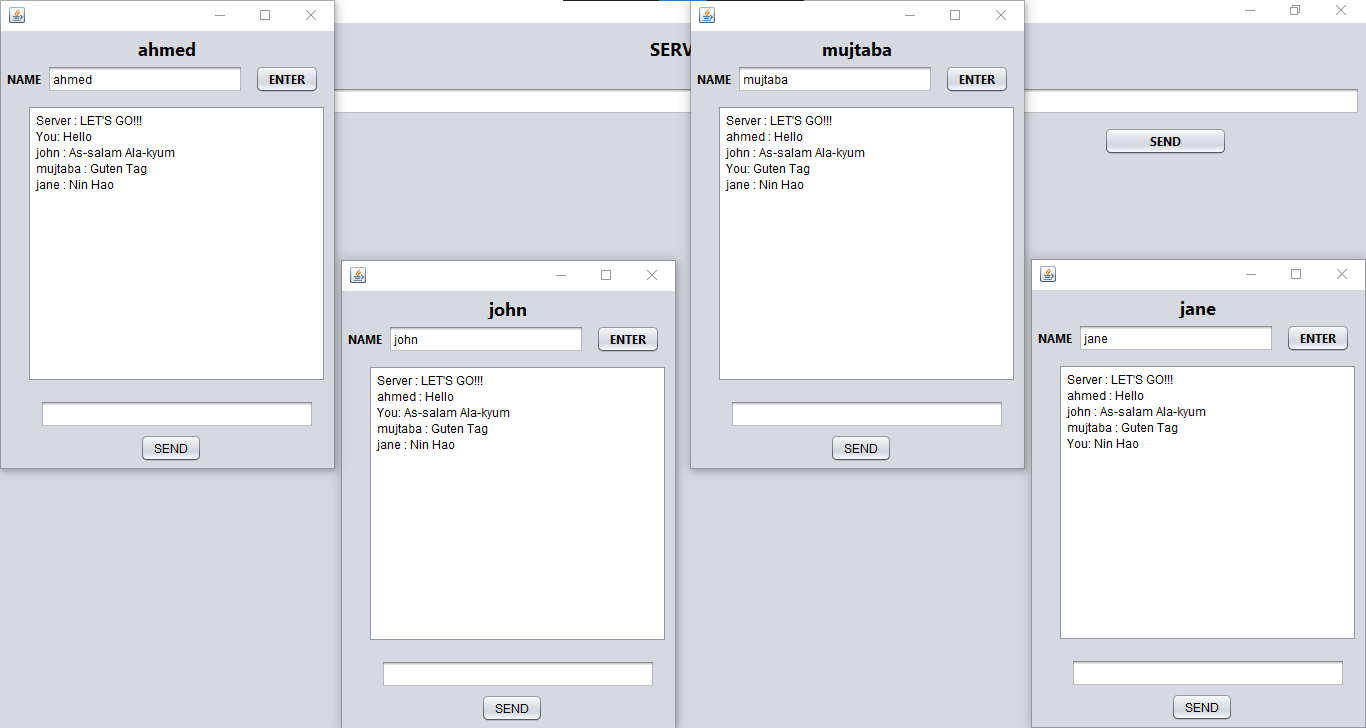 ahmed
NAME ahmed ENTER
Server : LET'S GO!!!
You: Hello
john : As-salam Ala-kyum
mujtaba : Guten Tag
jane : Nin Hao
SEND
SERV
SEND
mujtaba
NAME mujtaba ENTER
Server : LET'S GO!!!
ahmed : Hello
john : As-salam Ala-kyum
You: Guten Tag
jane : Nin Hao
SEND
john
NAME john ENTER
Server : LET'S GO!!!
ahmed : Hello
You: As-salam Ala-kyum
mujtaba : Guten Tag
jane : Nin Hao
SEND
jane
NAME jane ENTER
Server : LET'S GO!!!
ahmed : Hello
john : As-salam Ala-kyum
mujtaba : Guten Tag
You: Nin Hao
SEND